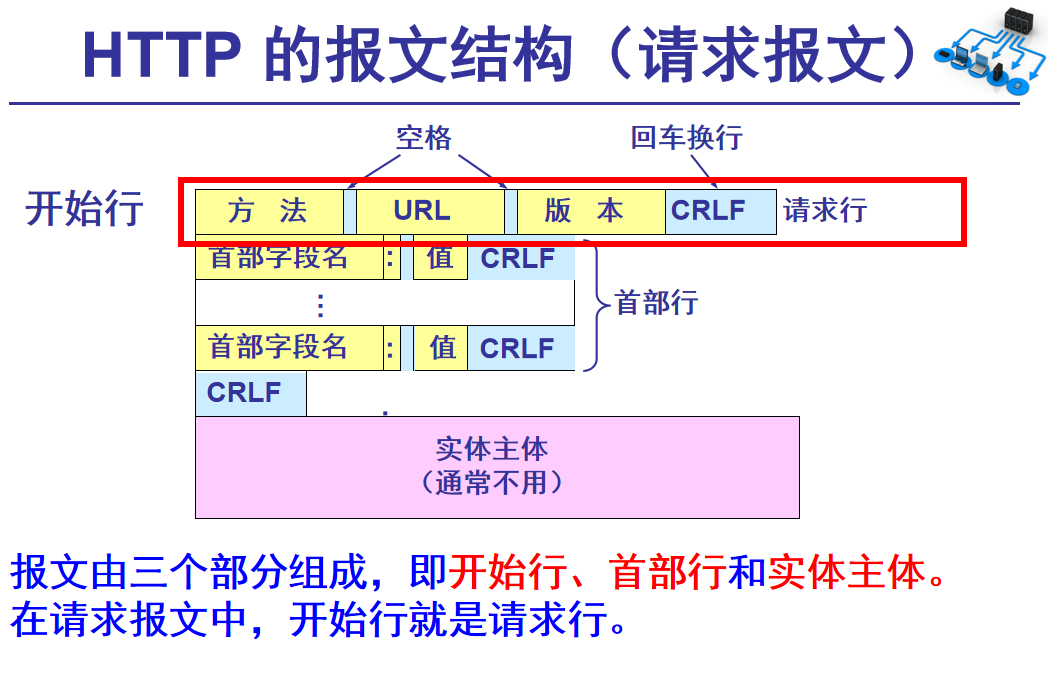 HTTP 的报文结构（请求报文）
空格 回车换行
开始行 方 法 URL 版 本 CRLF 请求行
首部字段名 : 值 CRLF
⋮ 首部行
首部字段名 : 值 CRLF
CRLF
实体主体
（通常不用）
报文由三个部分组成，即开始行、首部行和实体主体。
在请求报文中，开始行就是请求行。